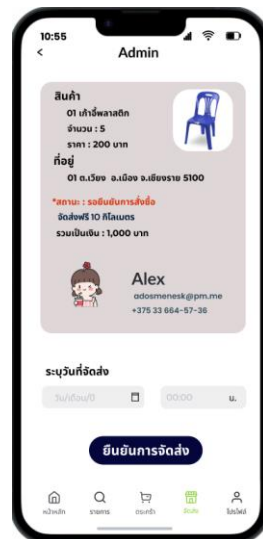 10:55
< Admin
สินค้า
01 เก้าอี้พลาสติก
จำนวน : 5
ราคา : 200 บาท
ที่อยู่
01 ต.เวียง อ.เมือง จ.เชียงราย 5100
*สถานะ : รอยืนยันการสั่งซื้อ
จัดส่งฟรี 10 กิโลเมตร
รวมเป็นเงิน : 1,000 บาท
Alex
adosmenesk@pm.me
+375 33 664-57-36
ระบุวันที่จัดส่ง
วัน/เดือน/ปี 00:00 น.
ยืนยันการจัดส่ง
หน้าหลัก รายการ ตระกร้า จัดส่ง โปรไฟล์